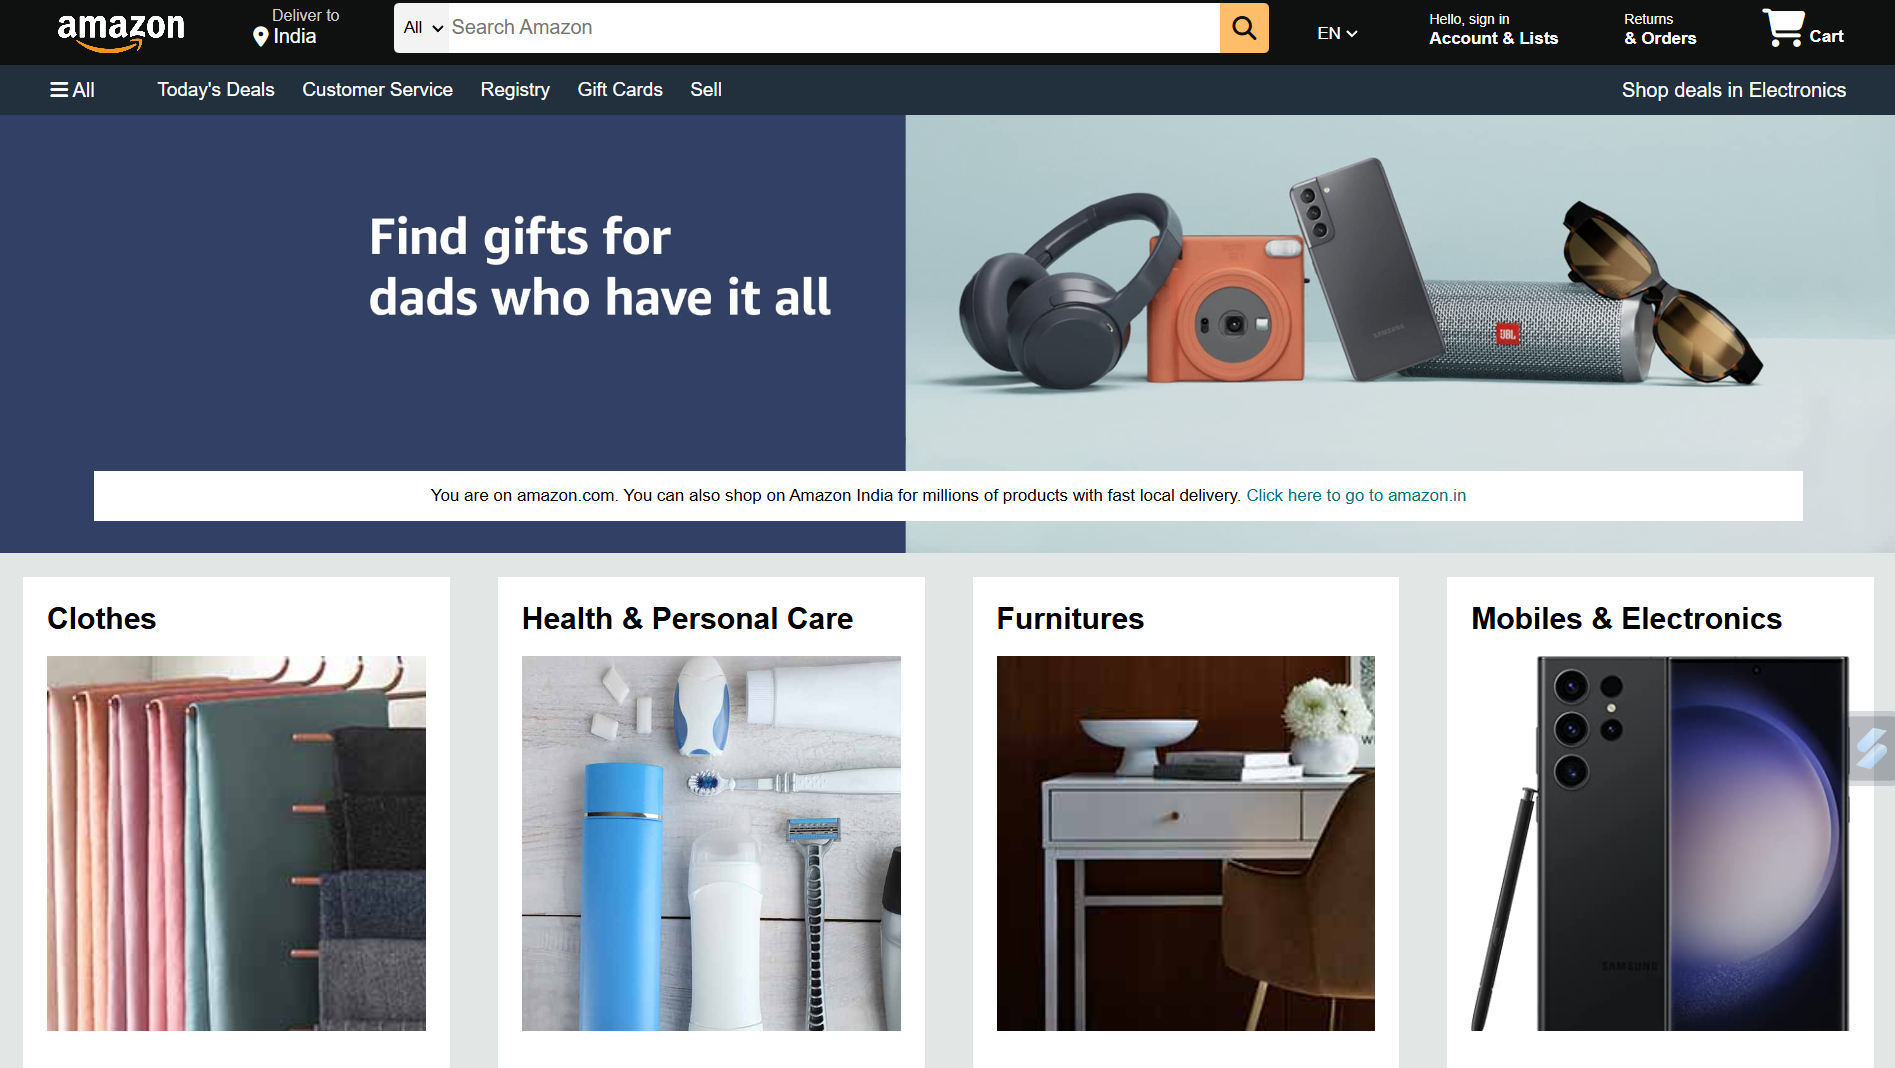 amazon
Deliver to
India
All
Search Amazon
EN
Hello, sign in
Account & Lists
Returns
& Orders
Cart
All
Today's Deals
Customer Service
Registry
Gift Cards
Sell
Shop deals in Electronics
Find gifts for
dads who have it all
SAMSUNG
JBL
You are on amazon.com. You can also shop on Amazon India for millions of products with fast local delivery. Click here to go to amazon.in
Clothes
Health & Personal Care
Furnitures
Mobiles & Electronics
SAMSUNG